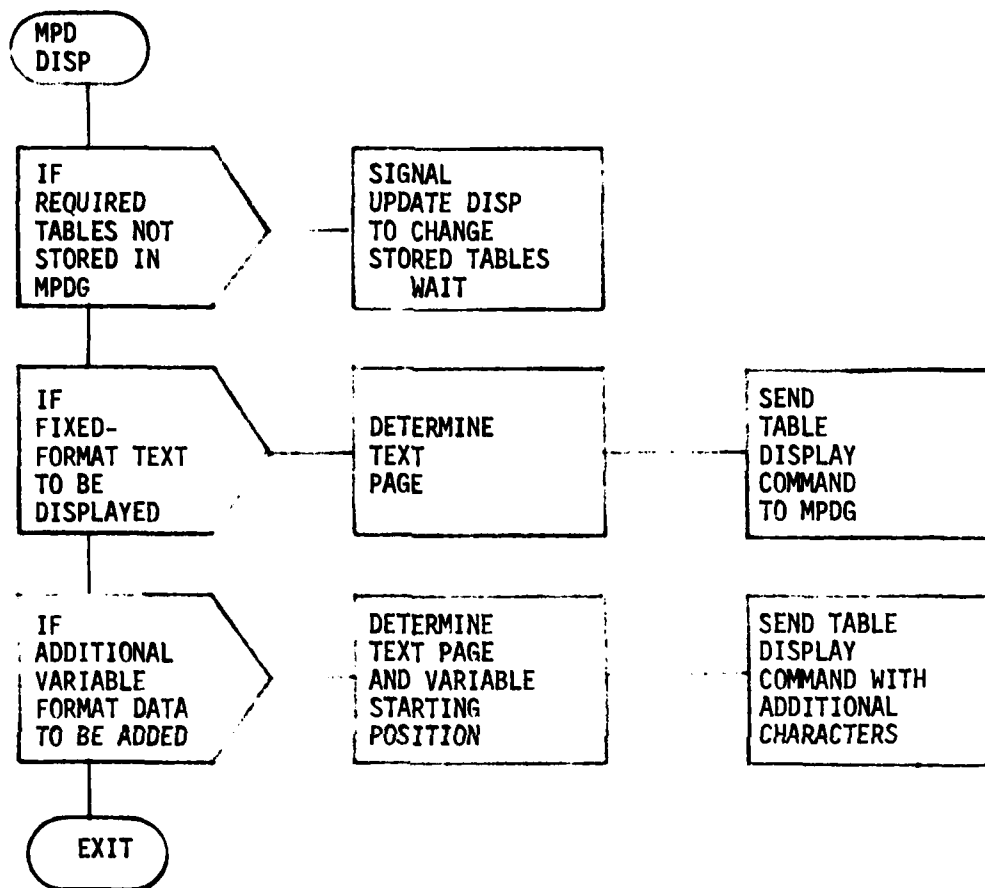 MPD
DISP
IF
REQUIRED
TABLES NOT
STORED IN
MPDG
SIGNAL
UPDATE DISP
TO CHANGE
STORED TABLES
WAIT
IF
FIXED-
FORMAT TEXT
TO BE
DISPLAYED
DETERMINE
TEXT
PAGE
SEND
TABLE
DISPLAY
COMMAND
TO MPDG
IF
ADDITIONAL
VARIABLE
FORMAT DATA
TO BE ADDED
DETERMINE
TEXT PAGE
AND VARIABLE
STARTING
POSITION
SEND TABLE
DISPLAY
COMMAND WITH
ADDITIONAL
CHARACTERS
EXIT